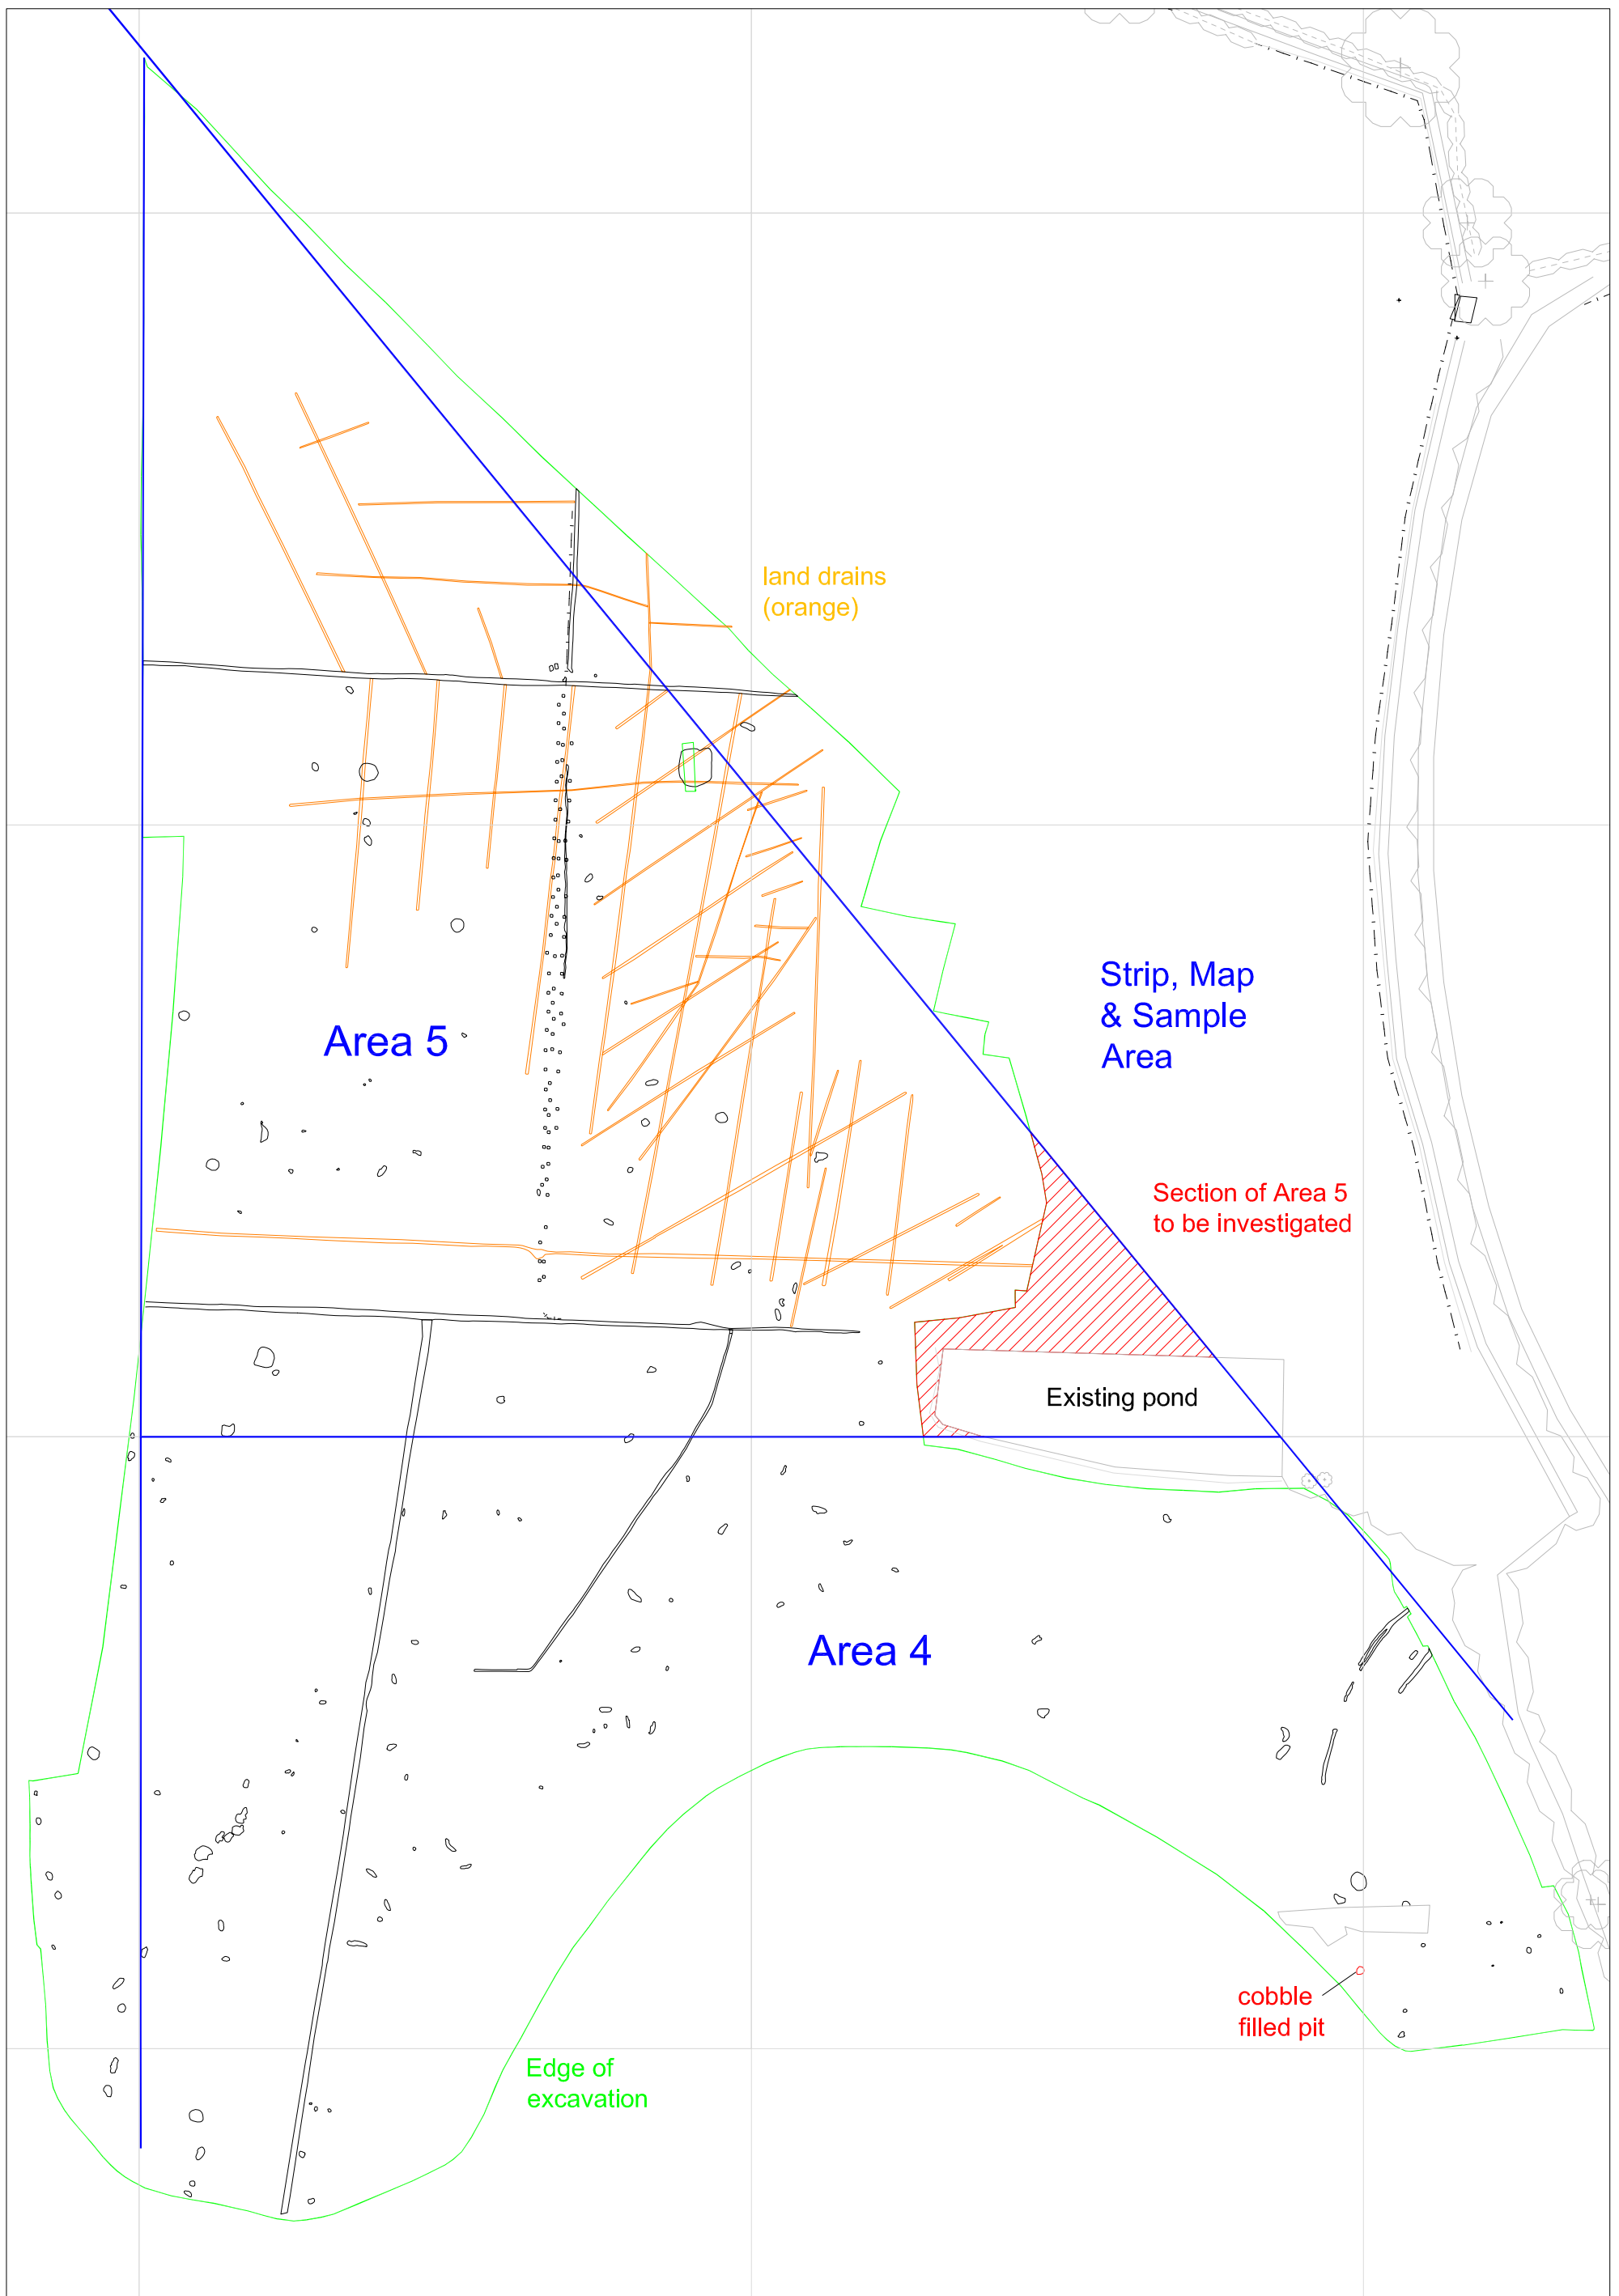 land drains
(orange)
Strip, Map
& Sample
Area
Area 5
Section of Area 5
to be investigated
Existing pond
Area 4
cobble
filled pit
Edge of
excavation